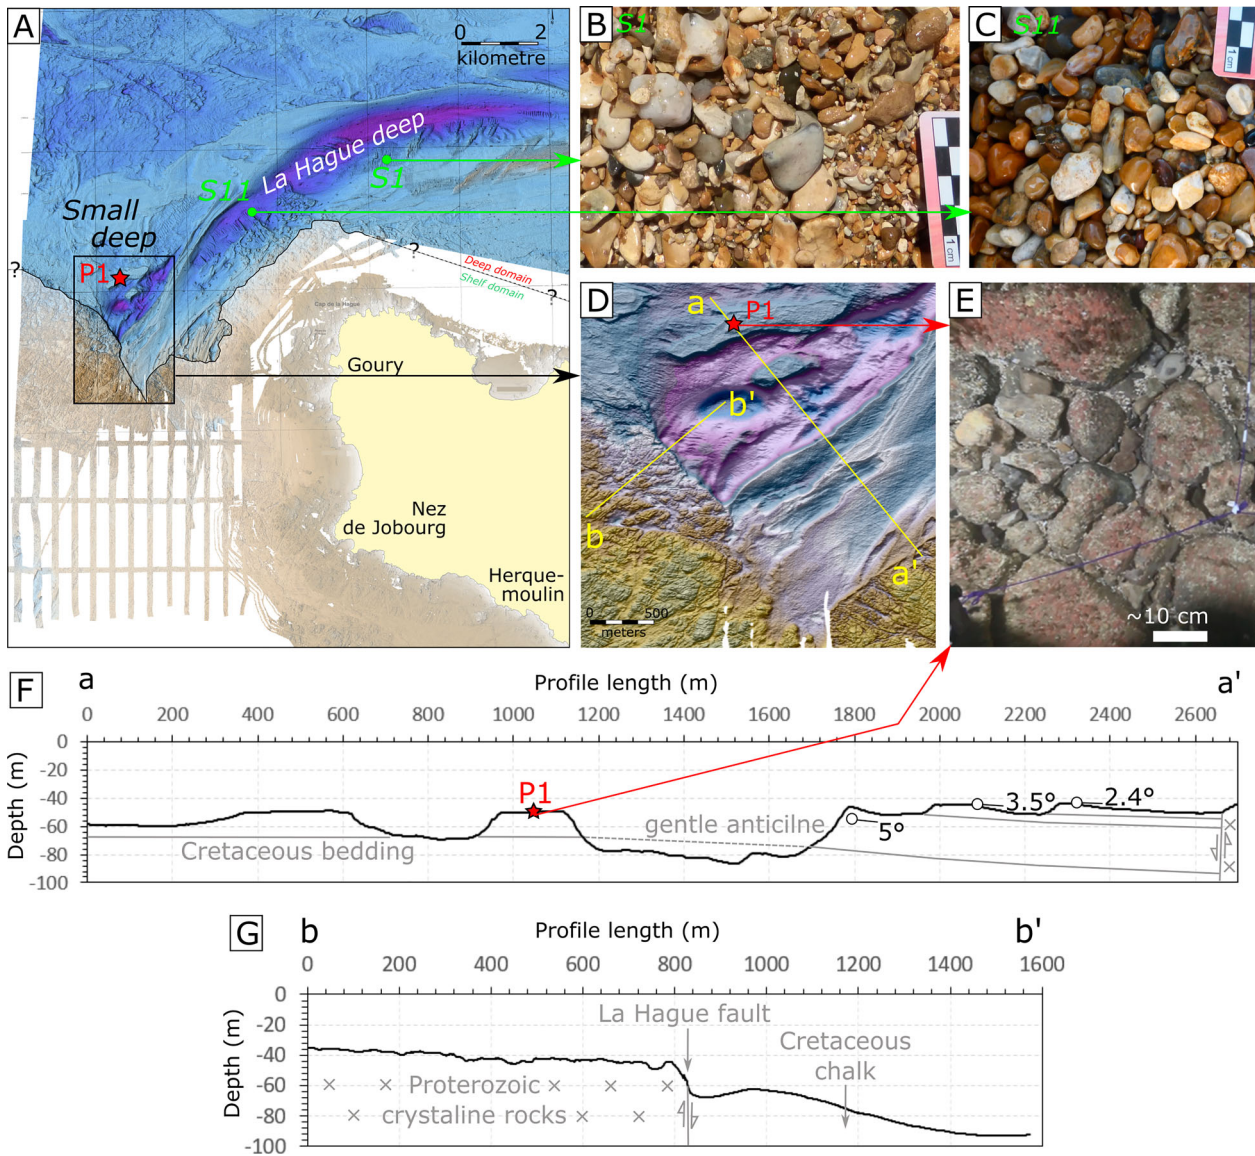 A
0 2
kilometre
La Hague deep
S1
S11
Small
deep
P1
?
?
Deep domain
Shelf domain
?
Cap de la Hague
Goury
Nez
de Jobourg
Herque-
moulin
B
S1
1 cm
C
S11
1 cm
D
a
P1
b'
b
a'
0 500
meters
E
~10 cm
F
a
Profile length (m)
a'
0 200 400 600 800 1000 1200 1400 1600 1800 2000 2200 2400 2600
Depth (m)
0
-20
-40
-60
-80
-100
P1
Cretaceous bedding
gentle anticilne
5°
3.5°
2.4°
G
b
Profile length (m)
b'
0 200 400 600 800 1000 1200 1400 1600
Depth (m)
0
-20
-40
-60
-80
-100
La Hague fault
Cretaceous
chalk
Proterozoic
crystaline rocks